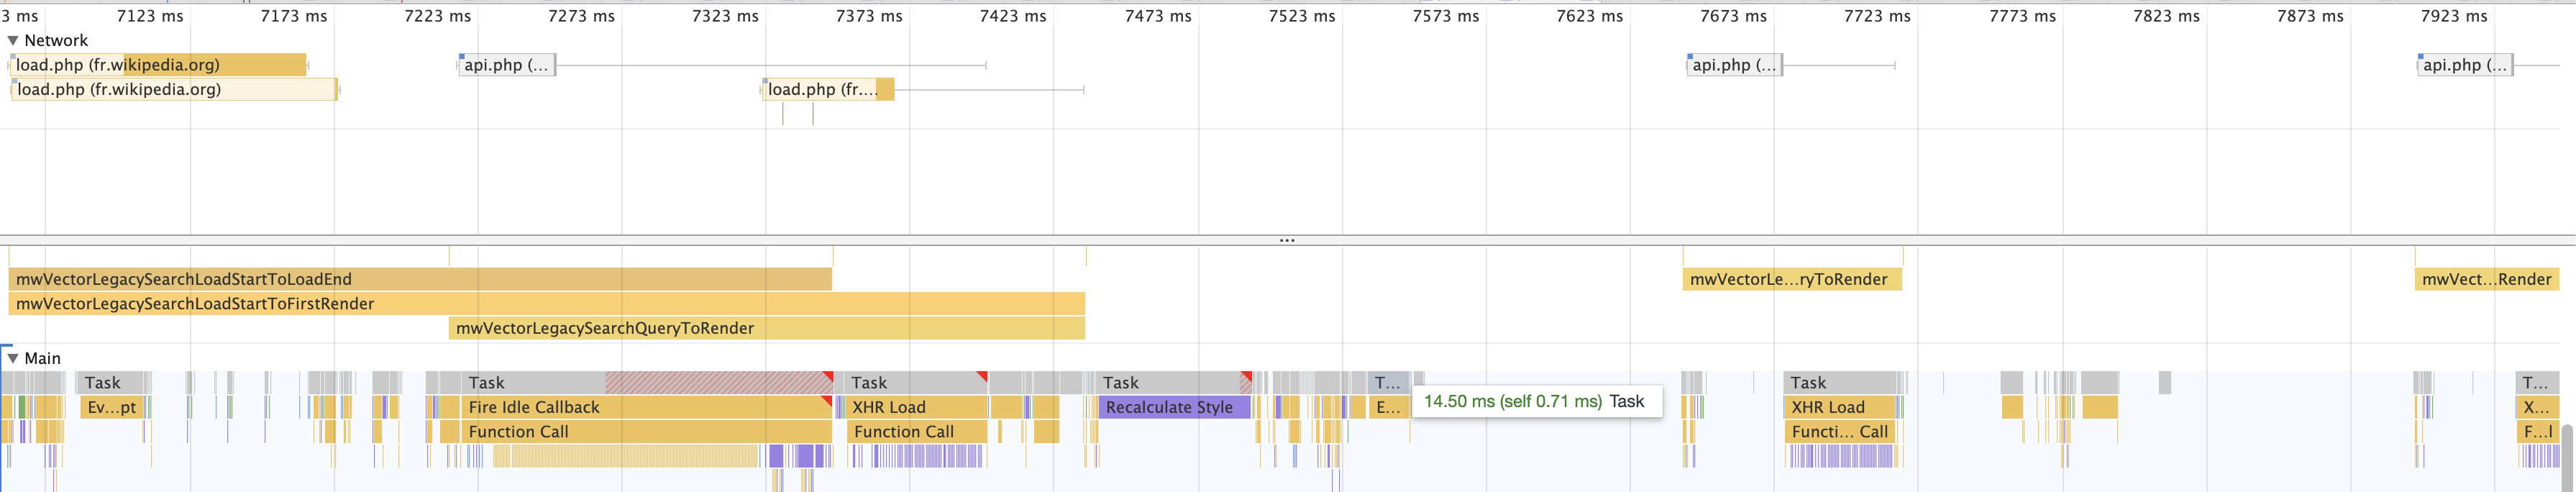 3 ms 7123 ms 7173 ms 7223 ms 7273 ms 7323 ms 7373 ms 7423 ms 7473 ms 7523 ms 7573 ms 7623 ms 7673 ms 7723 ms 7773 ms 7823 ms 7873 ms 7923 ms
▼ Network
load.php (fr.wikipedia.org) api.php (... api.php (... api.php (...
load.php (fr.wikipedia.org) load.php (fr....
...
mwVectorLegacySearchLoadStartToLoadEnd mwVectorLe...ryToRender mwVect...Render
mwVectorLegacySearchLoadStartToFirstRender
mwVectorLegacySearchQueryToRender
▼ Main
Task Task Task Task T... Task T...
Ev...pt Fire Idle Callback XHR Load Recalculate Style E... 14.50 ms (self 0.71 ms) Task XHR Load X...
Function Call Function Call Functi... Call F...l